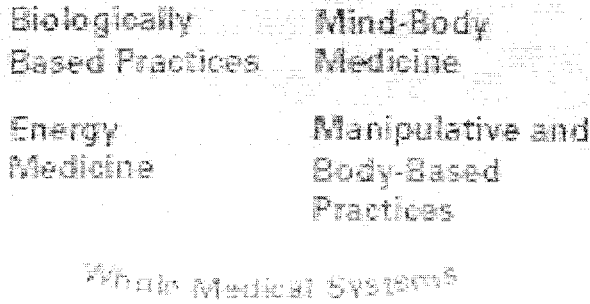 Biologically
Based Practices
Mind-Body
Medicine
Energy
Medicine
Manipulative and
Body-Based
Practices
Whole Medical Systems